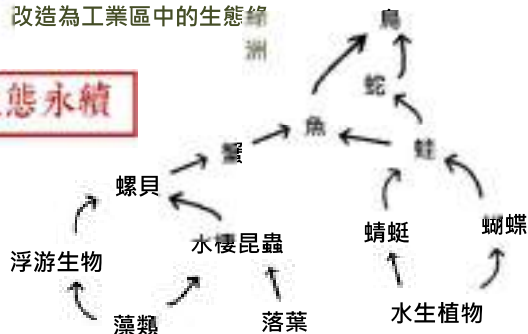 改造為工業區中的生態綠
洲
態永續
鳥
蛇
魚
蟹
蛙
螺貝
水棲昆蟲
蜻蜓
蝴蝶
浮游生物
藻類
落葉
水生植物